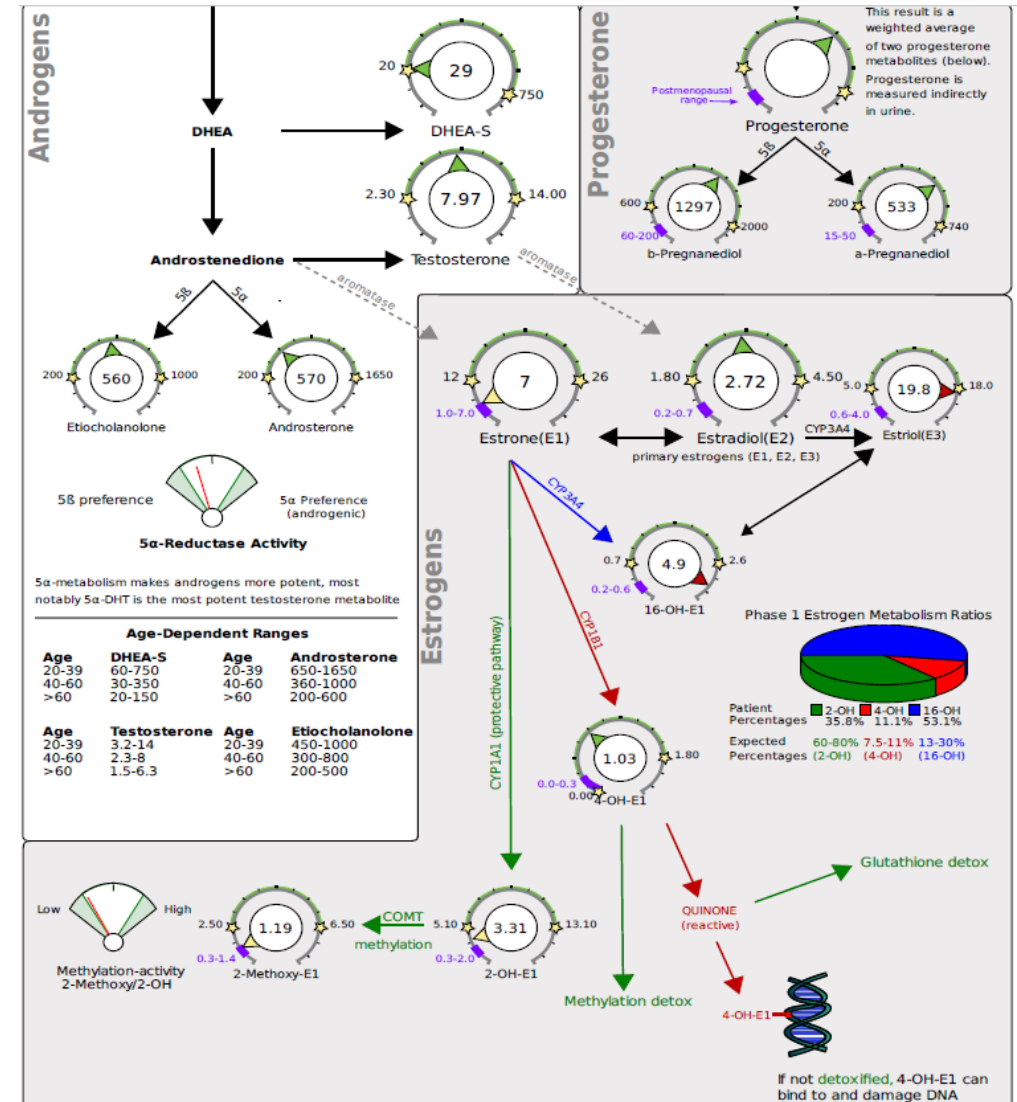 Androgens
20
29
750
DHEA-S
DHEA
2.30
7.97
14.00
Testosterone
Androstenedione
aromatase
aromatase
5ß
5α
200
560
1000
Etiocholanolone
200
570
1650
Androsterone
5ß preference
5α Preference
(androgenic)
5α-Reductase Activity
5α-metabolism makes androgens more potent, most
notably 5α-DHT is the most potent testosterone metabolite
Age-Dependent Ranges
Age DHEA-S Age Androsterone
20-39 60-750 20-39 650-1650
40-60 30-350 40-60 360-1000
>60 20-150 >60 200-600
Age Testosterone Age Etiocholanolone
20-39 3.2-14 20-39 450-1000
40-60 2.3-8 40-60 300-800
>60 1.5-6.3 >60 200-500
Progesterone
This result is a
weighted average
of two progesterone
metabolites (below).
Progesterone is
measured indirectly
in urine.
Postmenopausal
range
Progesterone
5ß
5α
600
1297
2000
60-200
b-Pregnanediol
200
533
740
15-50
a-Pregnanediol
Estrogens
12
7
26
1.0-7.0
Estrone(E1)
1.80
2.72
4.50
0.2-0.7
Estradiol(E2)
primary estrogens (E1, E2, E3)
CYP3A4
5.0
19.8
18.0
0.6-4.0
Estriol(E3)
CYP3A4
0.7
4.9
2.6
0.2-0.6
16-OH-E1
CYP1B1
CYP1A1 (protective pathway)
Phase 1 Estrogen Metabolism Ratios
Patient 2-OH 4-OH 16-OH
Percentages 35.8% 11.1% 53.1%
Expected 60-80% 7.5-11% 13-30%
Percentages (2-OH) (4-OH) (16-OH)
1.03
1.80
0.0-0.3
0.00
4-OH-E1
Low
High
Methylation-activity
2-Methoxy/2-OH
2.50
1.19
6.50
0.3-1.4
2-Methoxy-E1
COMT
methylation
5.10
3.31
13.10
0.3-2.0
2-OH-E1
Methylation detox
Glutathione detox
QUINONE
(reactive)
4-OH-E1
If not detoxified, 4-OH-E1 can
bind to and damage DNA